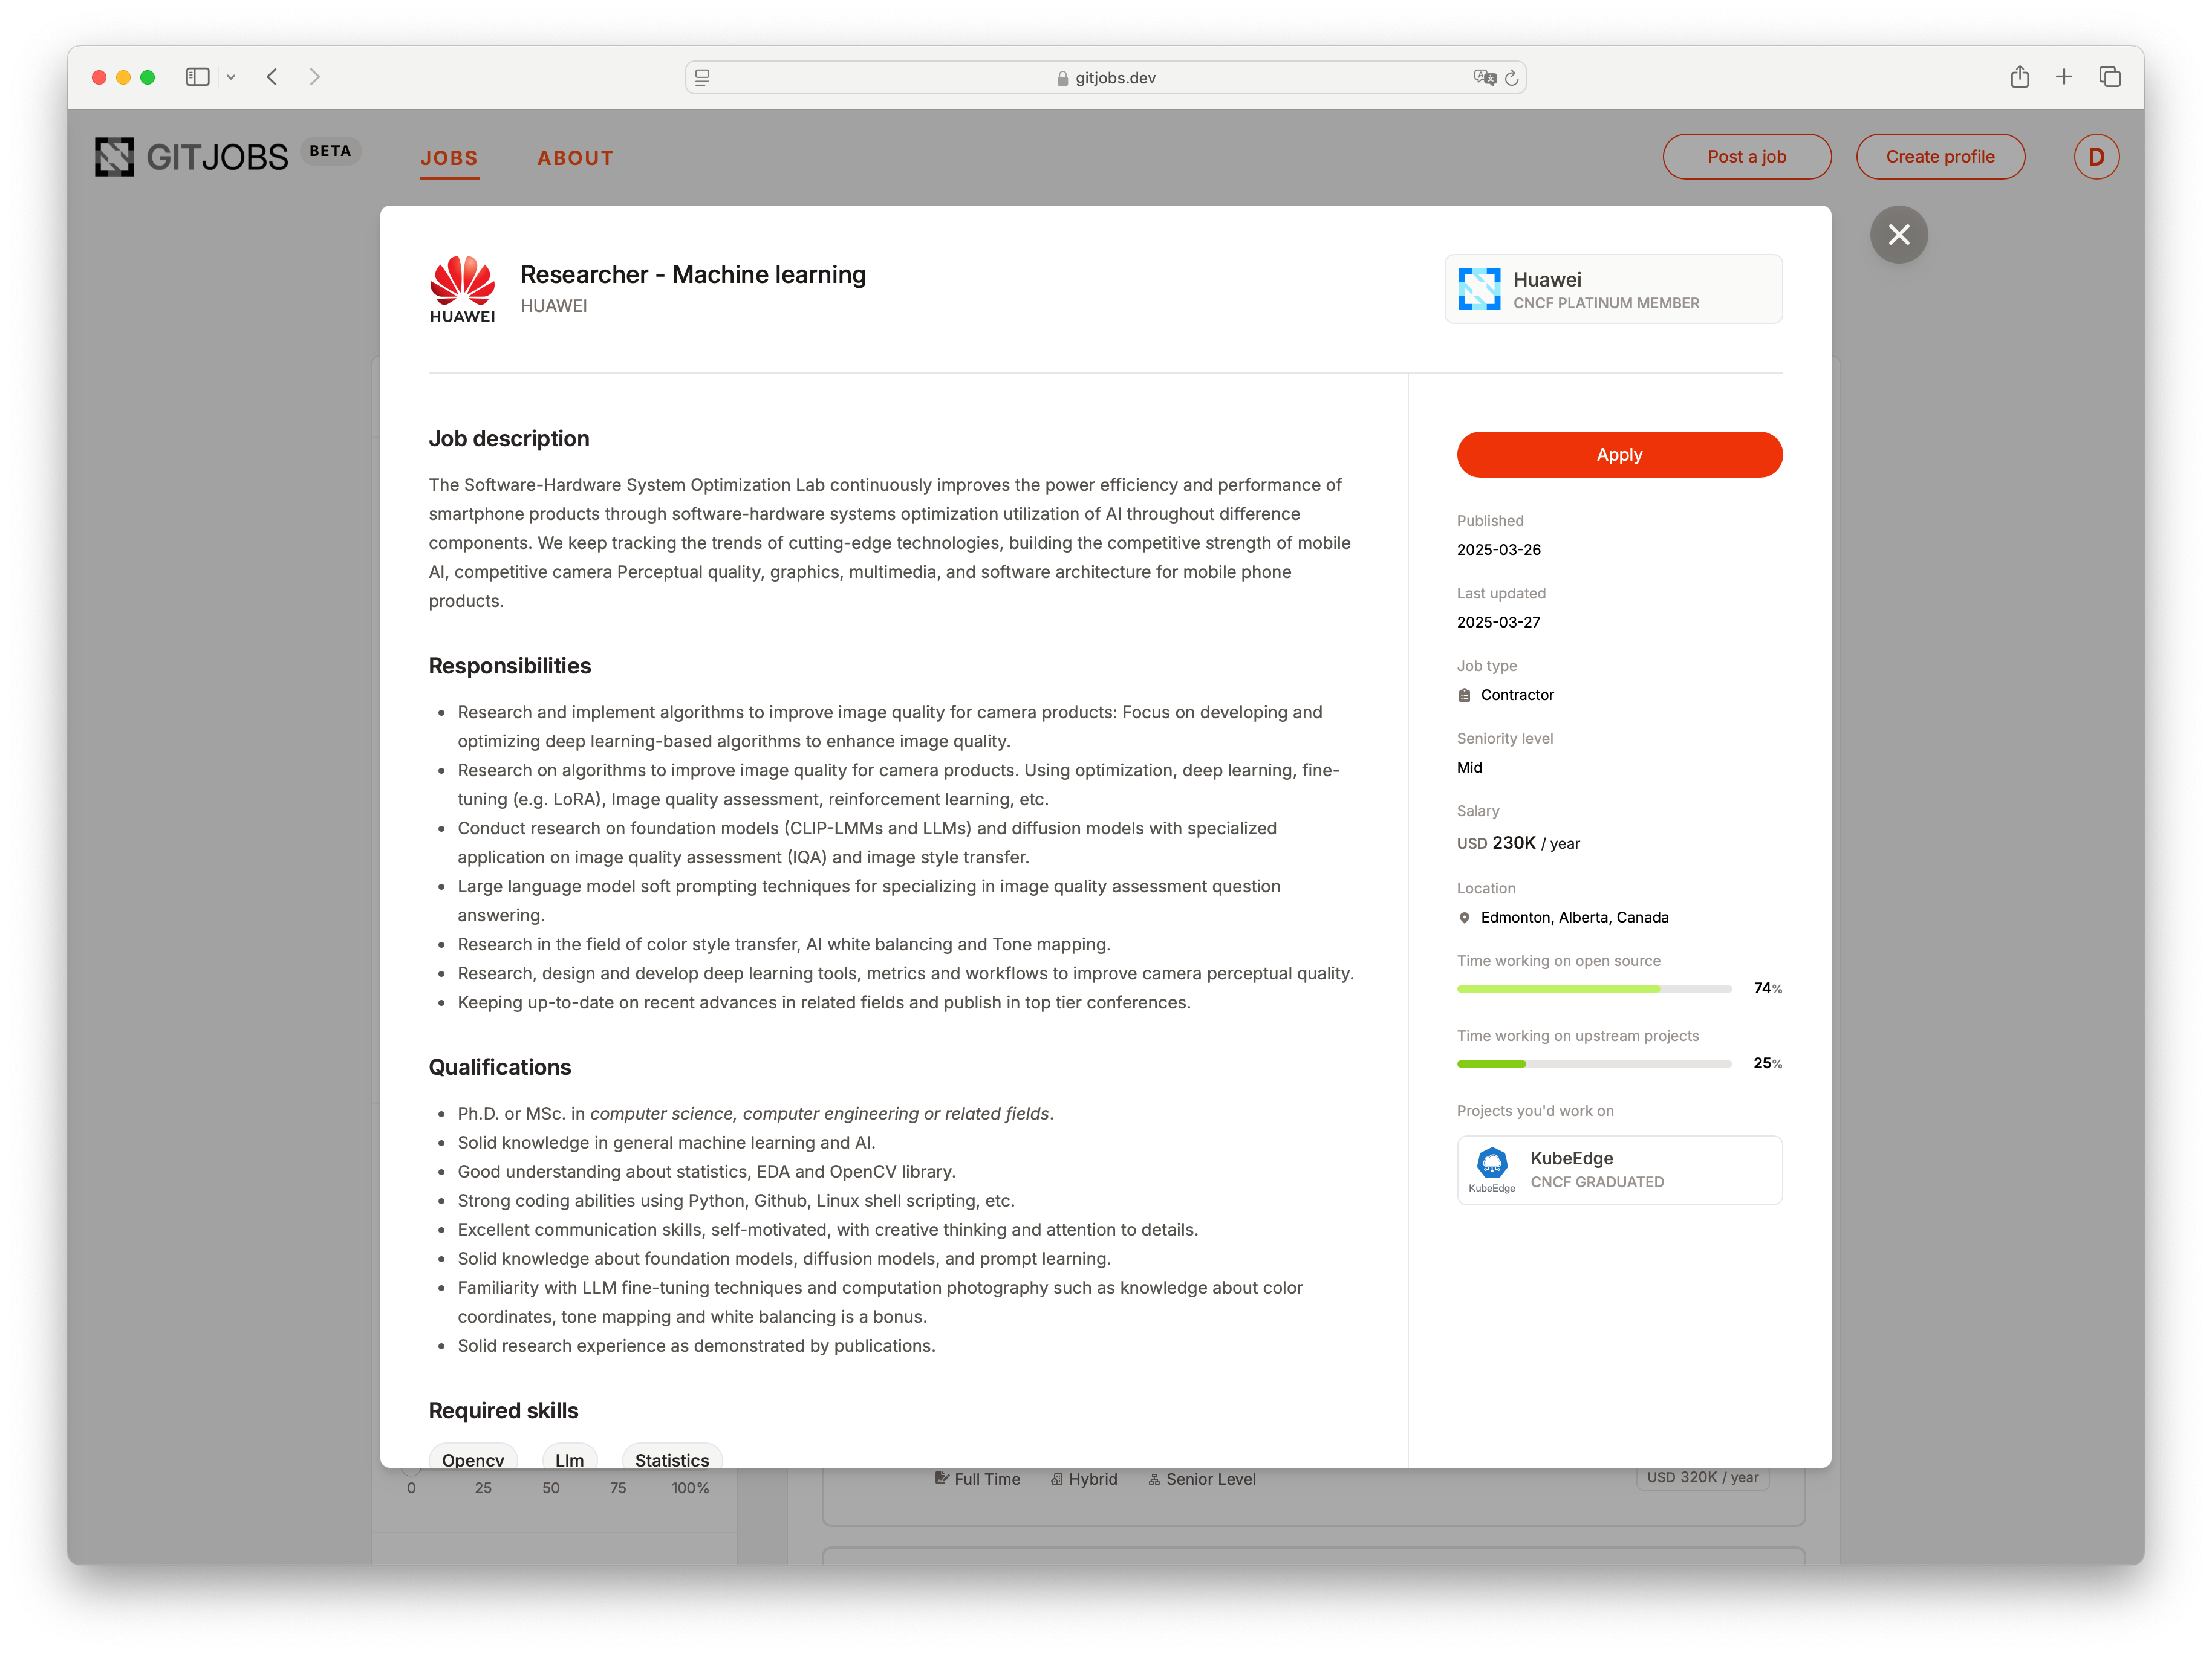 gitjobs.dev
GITJOBS BETA JOBS ABOUT Post a job Create profile D
HUAWEI
Researcher - Machine learning
HUAWEI
Huawei
CNCF PLATINUM MEMBER
Job description
The Software-Hardware System Optimization Lab continuously improves the power efficiency and performance of
smartphone products through software-hardware systems optimization utilization of AI throughout difference
components. We keep tracking the trends of cutting-edge technologies, building the competitive strength of mobile
AI, competitive camera Perceptual quality, graphics, multimedia, and software architecture for mobile phone
products.
Responsibilities
• Research and implement algorithms to improve image quality for camera products: Focus on developing and
optimizing deep learning-based algorithms to enhance image quality.
• Research on algorithms to improve image quality for camera products. Using optimization, deep learning, fine-
tuning (e.g. LoRA), Image quality assessment, reinforcement learning, etc.
• Conduct research on foundation models (CLIP-LMMs and LLMs) and diffusion models with specialized
application on image quality assessment (IQA) and image style transfer.
• Large language model soft prompting techniques for specializing in image quality assessment question
answering.
• Research in the field of color style transfer, AI white balancing and Tone mapping.
• Research, design and develop deep learning tools, metrics and workflows to improve camera perceptual quality.
• Keeping up-to-date on recent advances in related fields and publish in top tier conferences.
Qualifications
• Ph.D. or MSc. in computer science, computer engineering or related fields.
• Solid knowledge in general machine learning and AI.
• Good understanding about statistics, EDA and OpenCV library.
• Strong coding abilities using Python, Github, Linux shell scripting, etc.
• Excellent communication skills, self-motivated, with creative thinking and attention to details.
• Solid knowledge about foundation models, diffusion models, and prompt learning.
• Familiarity with LLM fine-tuning techniques and computation photography such as knowledge about color
coordinates, tone mapping and white balancing is a bonus.
• Solid research experience as demonstrated by publications.
Required skills
Opencv Llm Statistics
Apply
Published
2025-03-26
Last updated
2025-03-27
Job type
Contractor
Seniority level
Mid
Salary
USD 230K / year
Location
Edmonton, Alberta, Canada
Time working on open source
74%
Time working on upstream projects
25%
Projects you'd work on
KubeEdge
KubeEdge
CNCF GRADUATED
0 25 50 75 100%
Full Time Hybrid Senior Level USD 320K / year